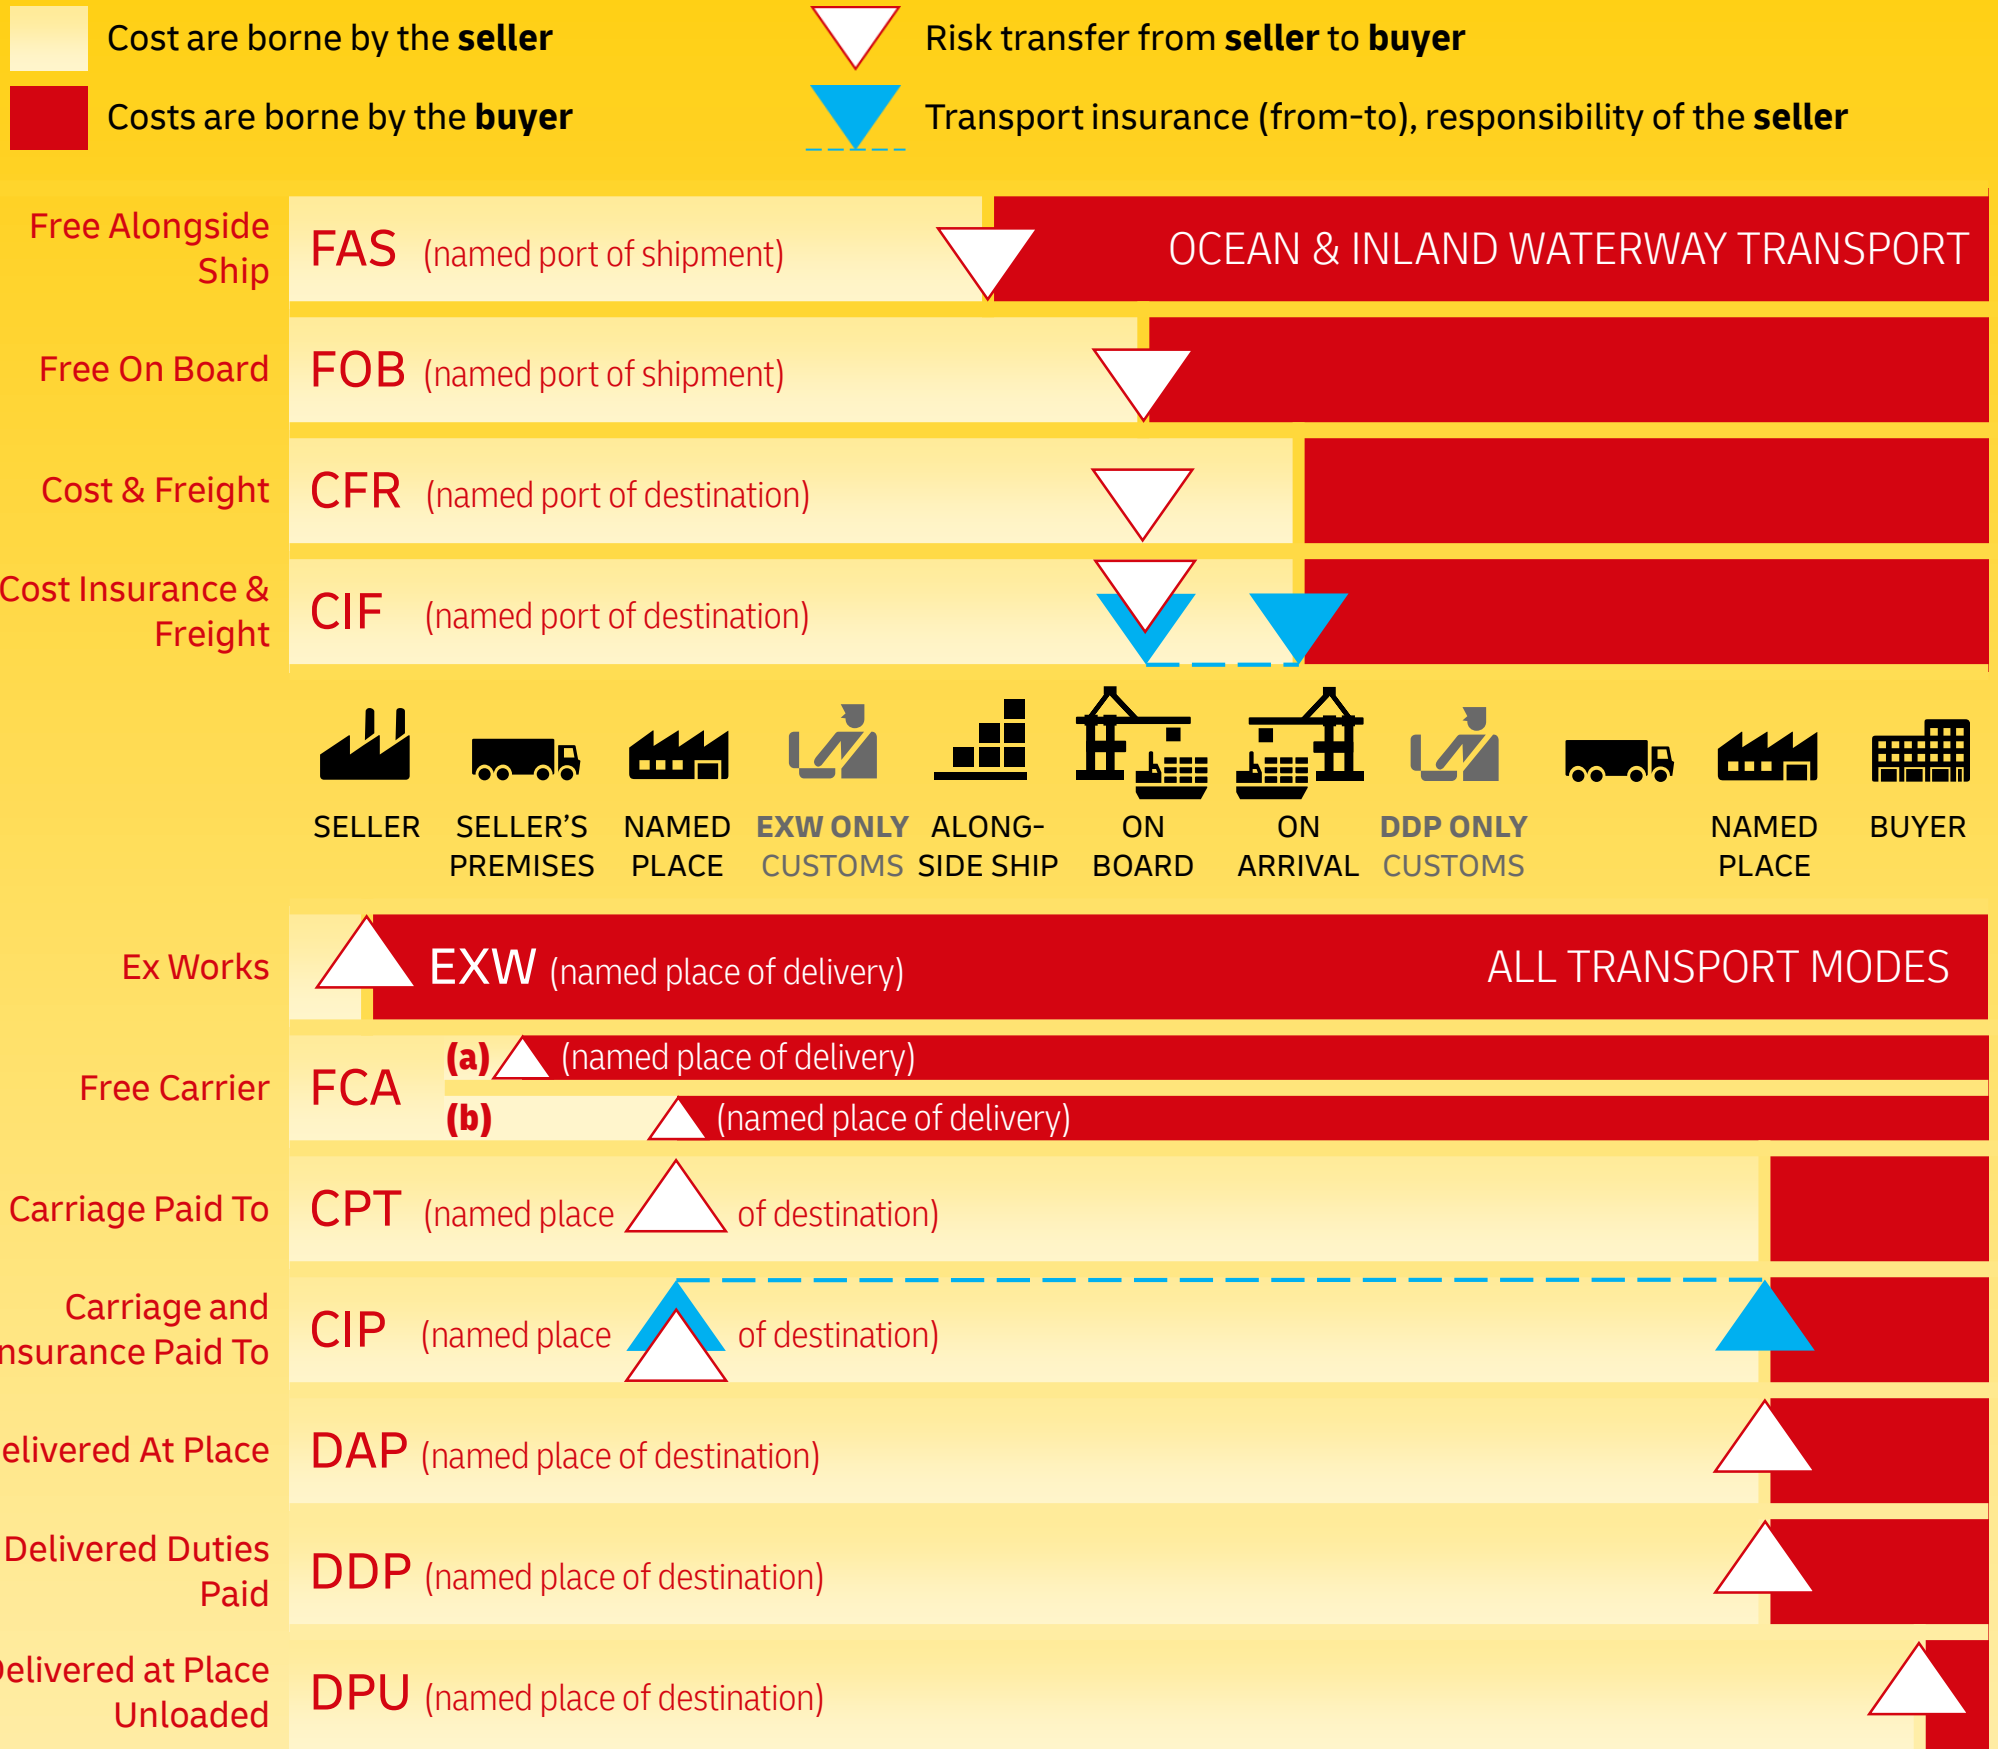 Cost are borne by the seller
Risk transfer from seller to buyer
Costs are borne by the buyer
Transport insurance (from-to), responsibility of the seller
Free Alongside
Ship
FAS (named port of shipment)
OCEAN & INLAND WATERWAY TRANSPORT
Free On Board
FOB (named port of shipment)
Cost & Freight
CFR (named port of destination)
Cost Insurance &
Freight
CIF (named port of destination)
SELLER
SELLER'S
PREMISES
NAMED
PLACE
EXW ONLY
CUSTOMS
ALONG-
SIDE SHIP
ON
BOARD
ON
ARRIVAL
DDP ONLY
CUSTOMS
NAMED
PLACE
BUYER
Ex Works
EXW (named place of delivery)
ALL TRANSPORT MODES
Free Carrier
FCA
(a) (named place of delivery)
(b) (named place of delivery)
Carriage Paid To
CPT (named place of destination)
Carriage and
nsurance Paid To
CIP (named place of destination)
elivered At Place
DAP (named place of destination)
Delivered Duties
Paid
DDP (named place of destination)
Delivered at Place
Unloaded
DPU (named place of destination)